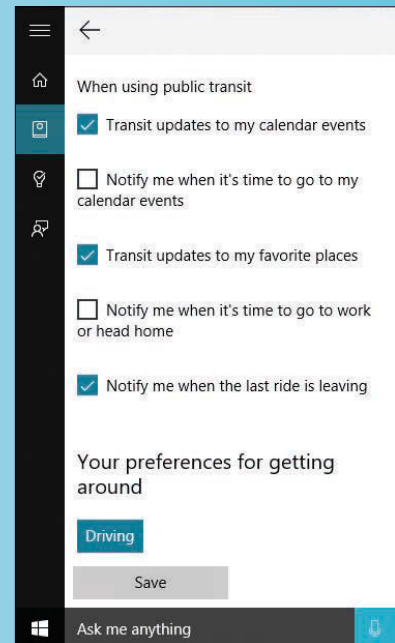 When using public transit
Transit updates to my calendar events
Notify me when it's time to go to my
calendar events
Transit updates to my favorite places
Notify me when it's time to go to work
or head home
Notify me when the last ride is leaving
Your preferences for getting
around
Driving
Save
Ask me anything